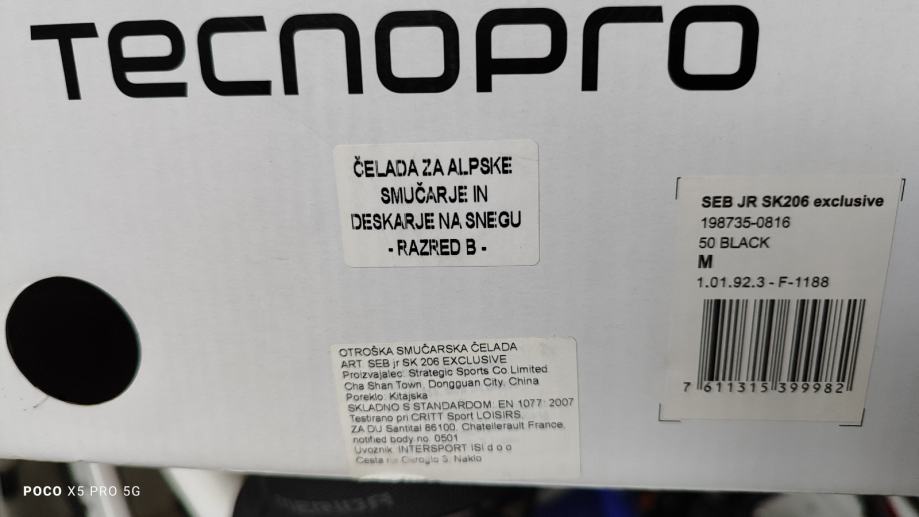 Tecnopro
ČELADA ZA ALPSKE
SMUČARJE IN
DESKARJE NA SNEGU
- RAZRED B -
SEB JR SK206 exclusive
198735-0816
50 BLACK
M
1.01.92.3 - F-1188
7 611315 399982
OTROŠKA SMUČARSKA ČELADA
ART. SEB jr SK 206 EXCLUSIVE
Proizvajalec: Strategic Sports Co Limited
Cha Shan Town, Dongguan City, China
Poreklo: Kitajska
SKLADNO S STANDARDOM: EN 1077: 2007
Testirano pri CRITT Sport LOISIRS,
ZA DU Santital 86100, Chatellerault France,
notified body no. 0501
Uvoznik: INTERSPORT ISI d o o
Cesta 5, Naklo
POCO X5 PRO 5G